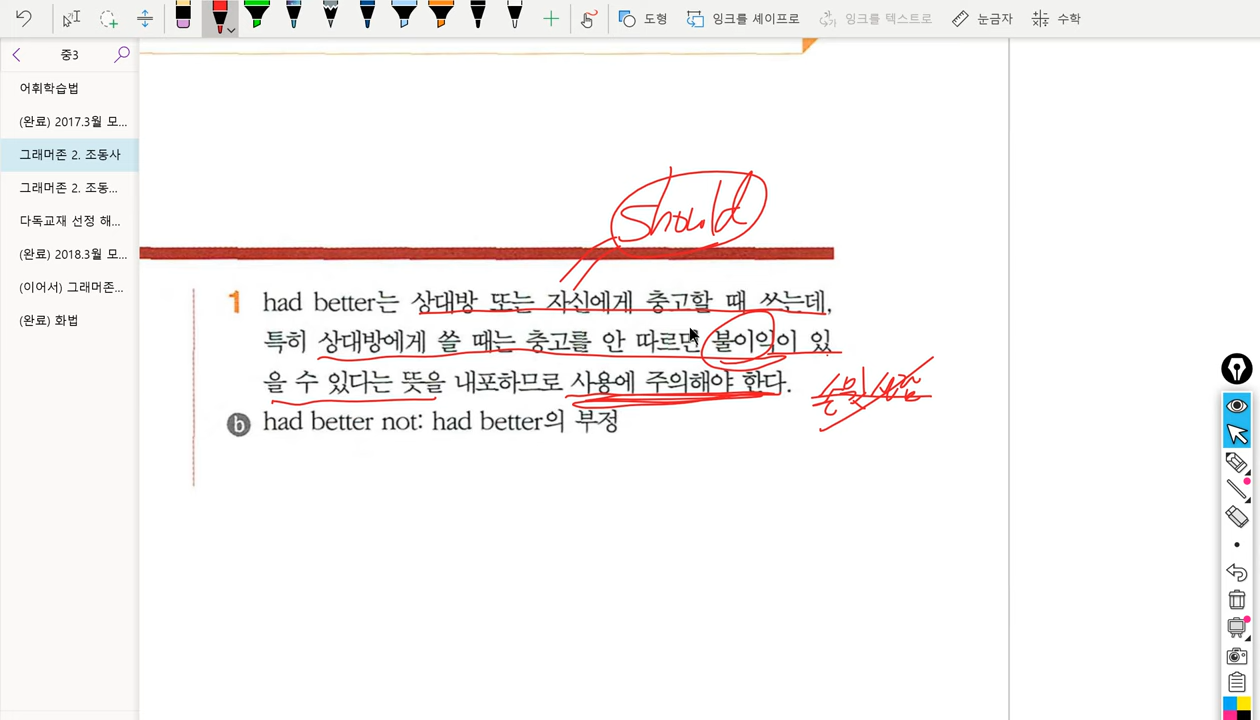 도형
잉크를 셰이프로
잉크를 텍스트로
눈금자
수학
중3
어휘학습법
(완료) 2017.3월 모...
그래머존 2. 조동사
그래머존 2. 조동...
다독교재 선정 해...
(완료) 2018.3월 모...
(이어서) 그래머존...
(완료) 화법
should
1 had better는 상대방 또는 자신에게 충고할 때 쓰는데,
특히 상대방에게 쓸 때는 충고를 안 따르면 불이익이 있
을 수 있다는 뜻을 내포하므로 사용에 주의해야 한다.
b had better not: had better의 부정